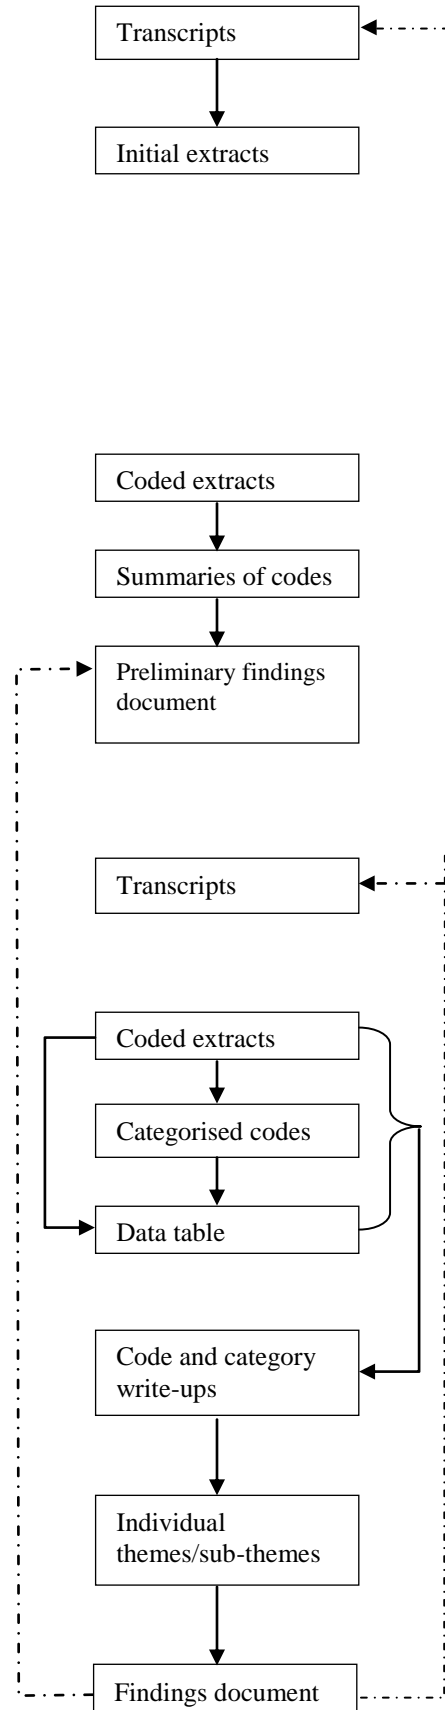 Transcripts
Initial extracts
Coded extracts
Summaries of codes
Preliminary findings
document
Transcripts
Coded extracts
Categorised codes
Data table
Code and category
write-ups
Individual
themes/sub-themes
Findings document